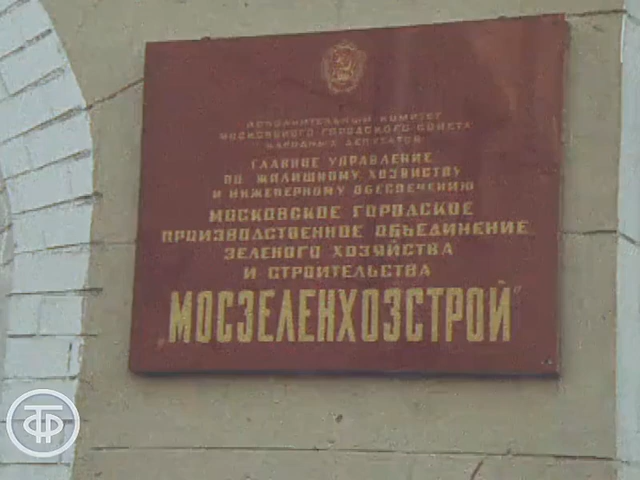 ИСПОЛНИТЕЛЬНЫЙ КОМИТЕТ
МОСКОВСКОГО ГОРОДСКОГО СОВЕТА
НАРОДНЫХ ДЕПУТАТОВ
ГЛАВНОЕ УПРАВЛЕНИЕ
ПО ЖИЛИЩНОМУ ХОЗЯЙСТВУ
И ИНЖЕНЕРНОМУ ОБЕСПЕЧЕНИЮ
МОСКОВСКОЕ ГОРОДСКОЕ
ПРОИЗВОДСТВЕННОЕ ОБЪЕДИНЕНИЕ
ЗЕЛЕНОГО ХОЗЯЙСТВА
И СТРОИТЕЛЬСТВА
"МОСЗЕЛЕНХОЗСТРОЙ"